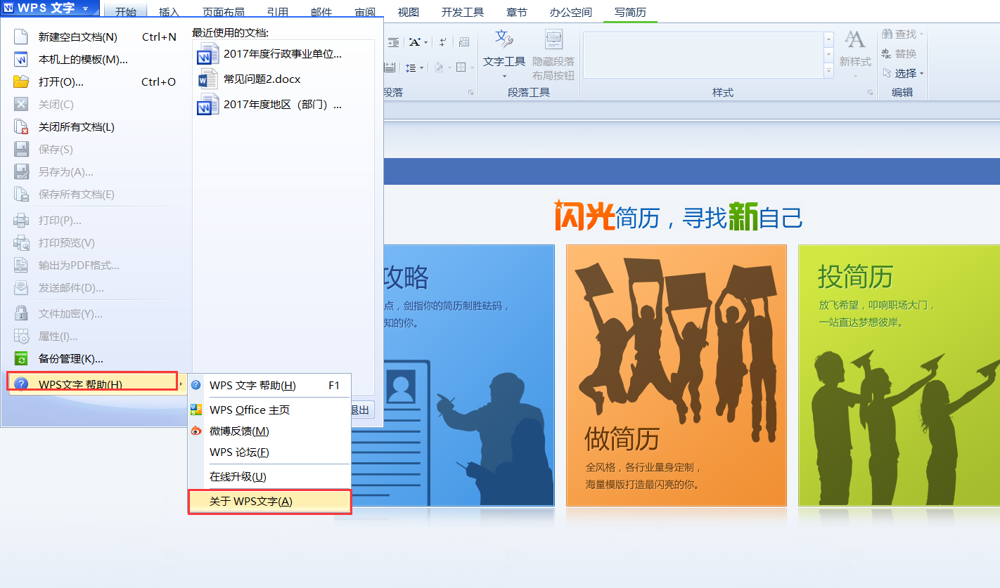 WPS 文字
开始 插入 页面布局 引用 邮件 审阅 视图 开发工具 章节 办公空间 写简历
新建空白文档(N) Ctrl+N
本机上的模板(M)...
打开(O)... Ctrl+O
关闭(C)
关闭所有文档(L)
保存(S)
另存为(A)...
保存所有文档(E)
打印(P)...
打印预览(V)
输出为PDF格式...
发送邮件(D)...
文件加密(Y)...
属性(I)...
备份管理(K)...
WPS文字 帮助(H)
最近使用的文档:
2017年度行政事业单位...
常见问题2.docx
2017年度地区（部门）...
退出
WPS 文字 帮助(H) F1
WPS Office 主页
微博反馈(M)
WPS 论坛(F)
在线升级(U)
关于 WPS文字(A)
段落
文字工具
隐藏段落
布局按钮
段落工具
新样式
样式
查找
替换
选择
编辑
闪光简历，寻找新自己
攻略
点，剑指你的简历制胜砝码，
知的你。
做简历
全风格，各行业量身定制，
海量模版打造最闪亮的你。
投简历
放飞希望，叩响职场大门，
一站直达梦想彼岸。